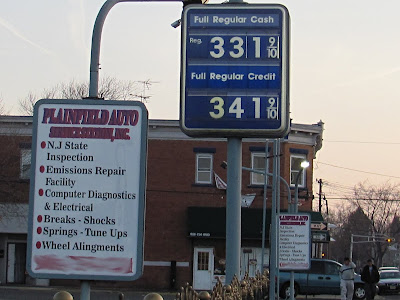 Full Regular Cash
Reg. 331 9/10
Full Regular Credit
341 9/10
PLAINFIELD AUTO
N.J State
Inspection
Emissions Repair
Facility
Computer Diagnostics
& Electrical
Breaks - Shocks
Springs - Tune Ups
Wheel Alingments